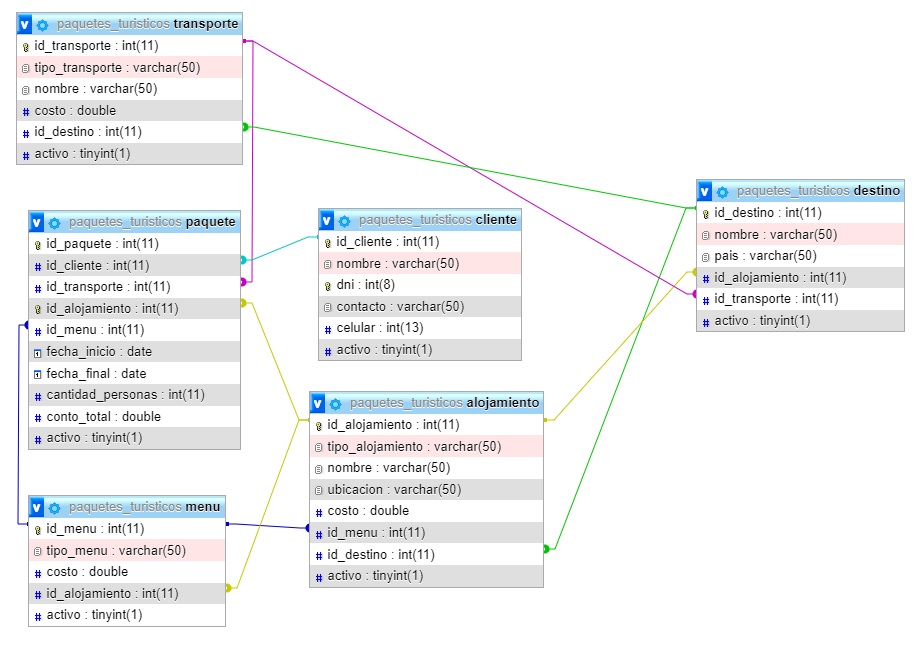 v paquetes_turisticos transporte
id_transporte : int(11)
tipo_transporte : varchar(50)
nombre : varchar(50)
# costo : double
# id_destino : int(11)
# activo : tinyint(1)
v paquetes_turisticos paquete
id_paquete : int(11)
# id_cliente : int(11)
# id_transporte : int(11)
id_alojamiento : int(11)
# id_menu : int(11)
fecha_inicio : date
fecha_final : date
# cantidad_personas : int(11)
# conto_total : double
# activo : tinyint(1)
v paquetes_turisticos cliente
id_cliente : int(11)
nombre : varchar(50)
dni : int(8)
contacto : varchar(50)
# celular : int(13)
# activo : tinyint(1)
v paquetes_turisticos destino
id_destino : int(11)
nombre : varchar(50)
pais : varchar(50)
# id_alojamiento : int(11)
# id_transporte : int(11)
# activo : tinyint(1)
v paquetes_turisticos alojamiento
id_alojamiento : int(11)
tipo_alojamiento : varchar(50)
nombre : varchar(50)
ubicacion : varchar(50)
# costo : double
# id_menu : int(11)
# id_destino : int(11)
# activo : tinyint(1)
v paquetes_turisticos menu
id_menu : int(11)
tipo_menu : varchar(50)
# costo : double
# id_alojamiento : int(11)
# activo : tinyint(1)